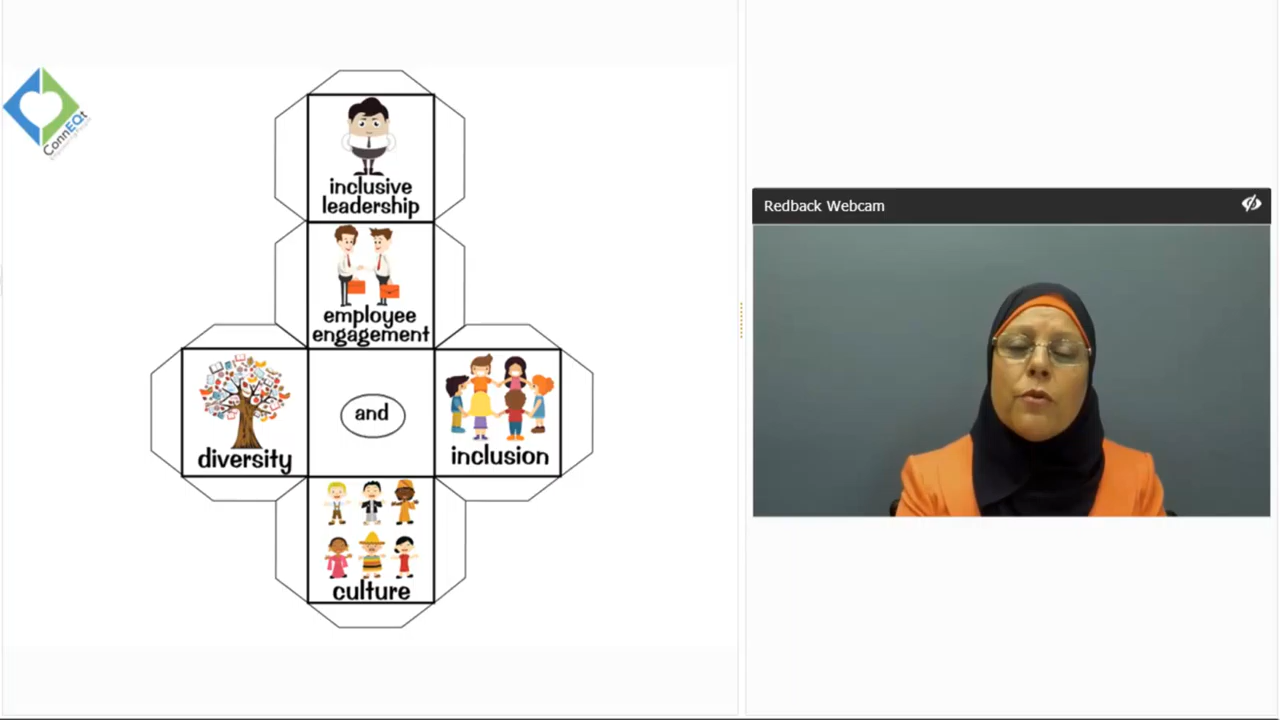 ConnEQt
Redback Webcam
inclusive
leadership
employee
engagement
diversity
and
inclusion
culture